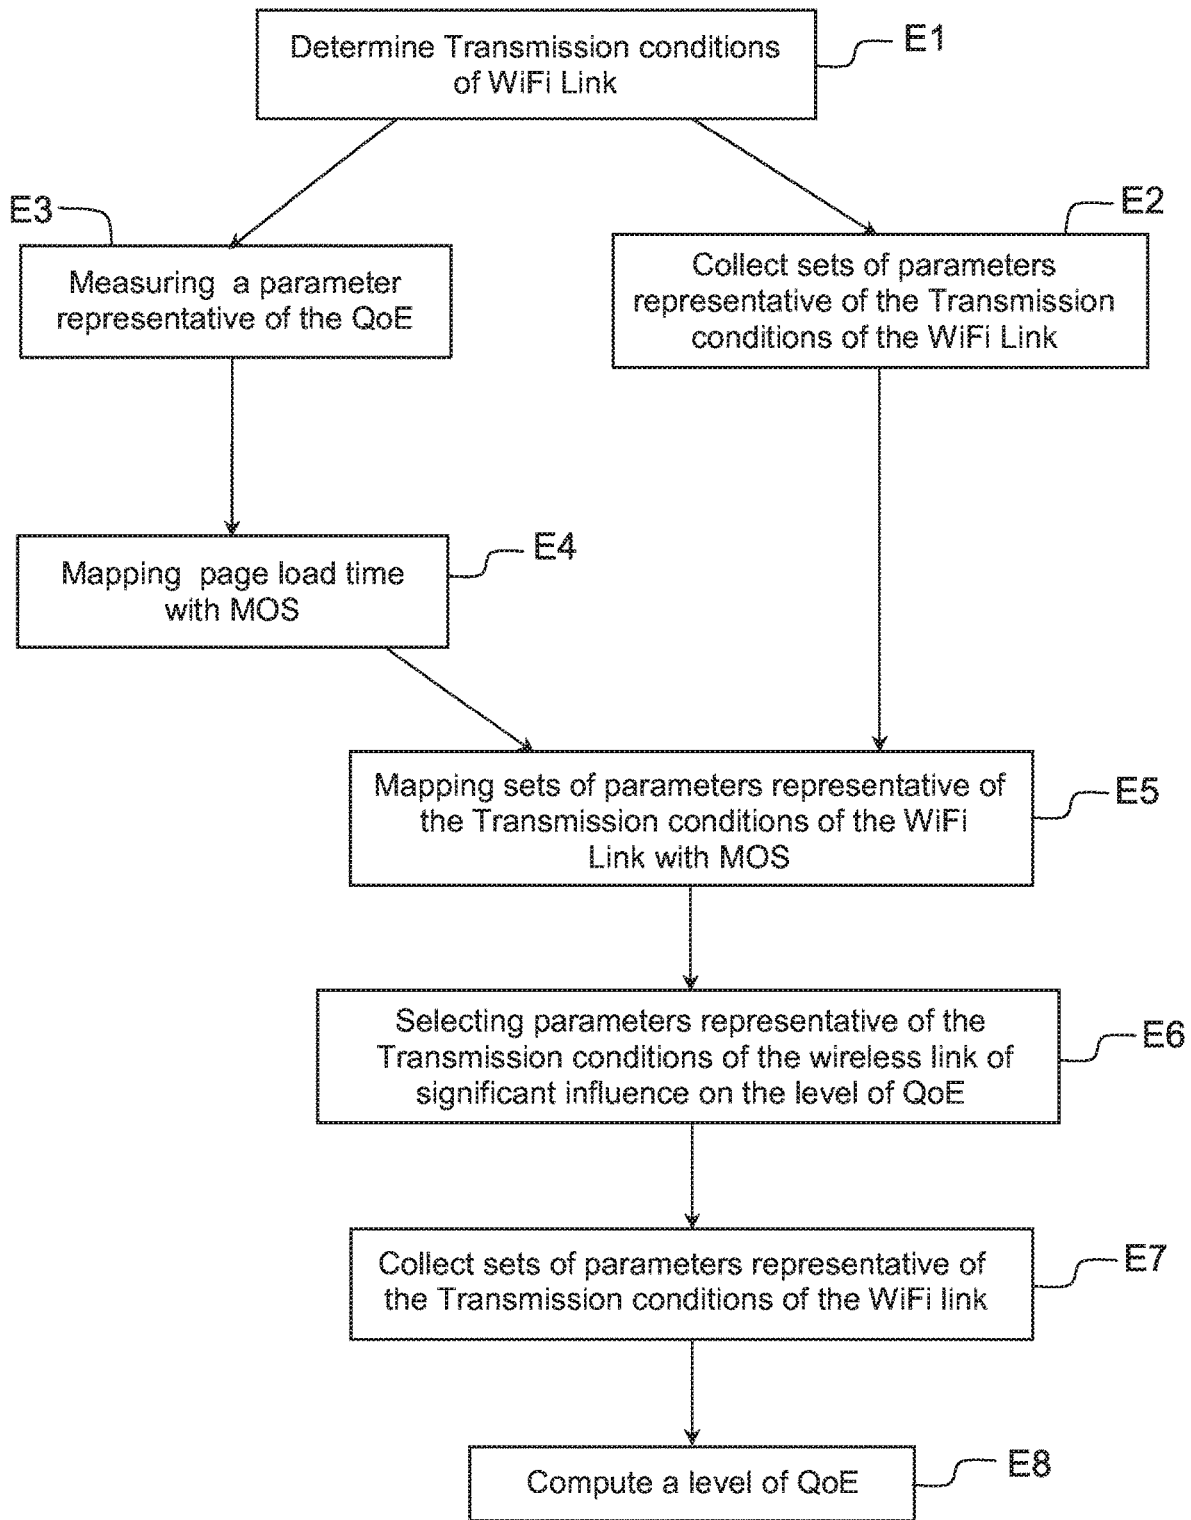 Determine Transmission conditions
of WiFi Link
E1
E3
Measuring a parameter
representative of the QoE
E2
Collect sets of parameters
representative of the Transmission
conditions of the WiFi Link
E4
Mapping page load time
with MOS
E5
Mapping sets of parameters representative of
the Transmission conditions of the WiFi
Link with MOS
E6
Selecting parameters representative of the
Transmission conditions of the wireless link of
significant influence on the level of QoE
E7
Collect sets of parameters representative of
the Transmission conditions of the WiFi link
E8
Compute a level of QoE